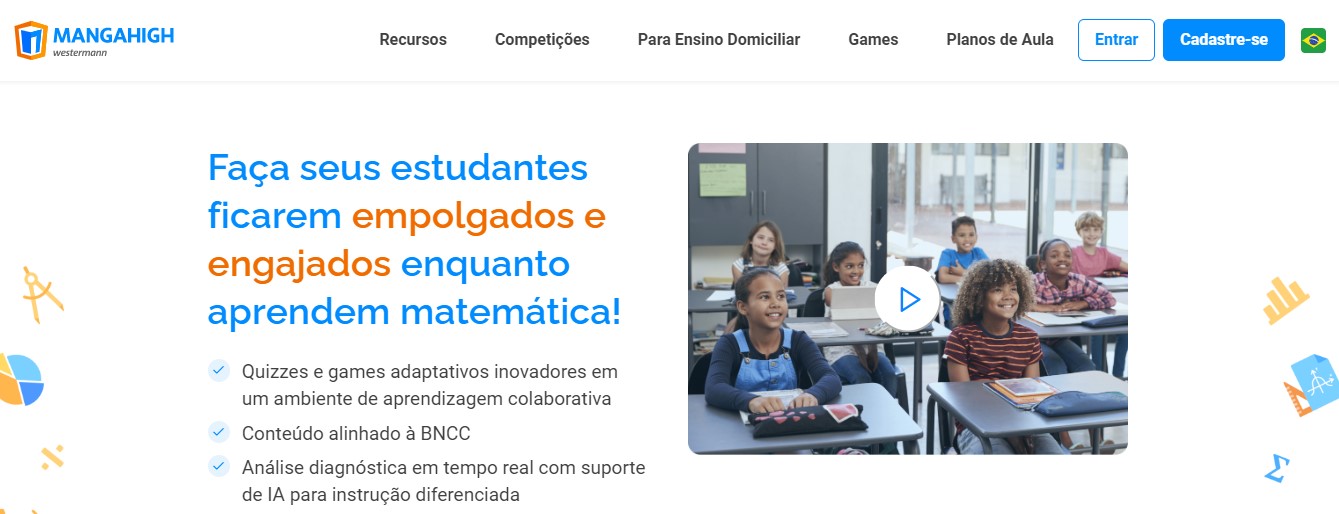 MANGAHIGH
westermann
Recursos
Competições
Para Ensino Domiciliar
Games
Planos de Aula
Entrar
Cadastre-se
Faça seus estudantes
ficarem empolgados e
engajados enquanto
aprendem matemática!
Quizzes e games adaptativos inovadores em
um ambiente de aprendizagem colaborativa
Conteúdo alinhado à BNCC
Análise diagnóstica em tempo real com suporte
de IA para instrução diferenciada